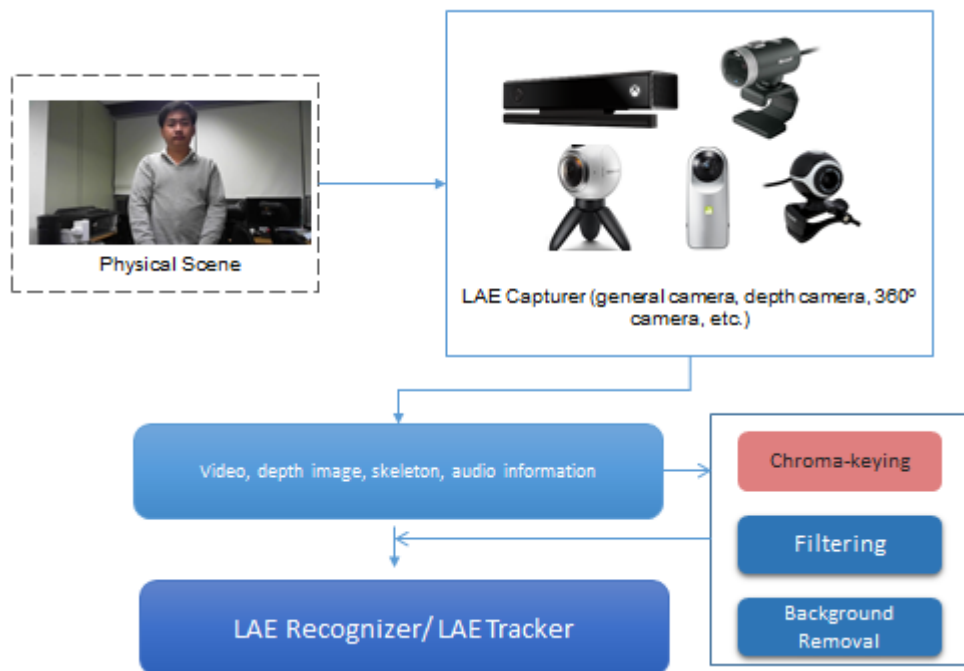 Physical Scene
LAE Capturer (general camera, depth camera, 360º
camera, etc.)
Video, depth image, skeleton, audio information
Chroma-keying
Filtering
Background
Removal
LAE Recognizer/ LAE Tracker